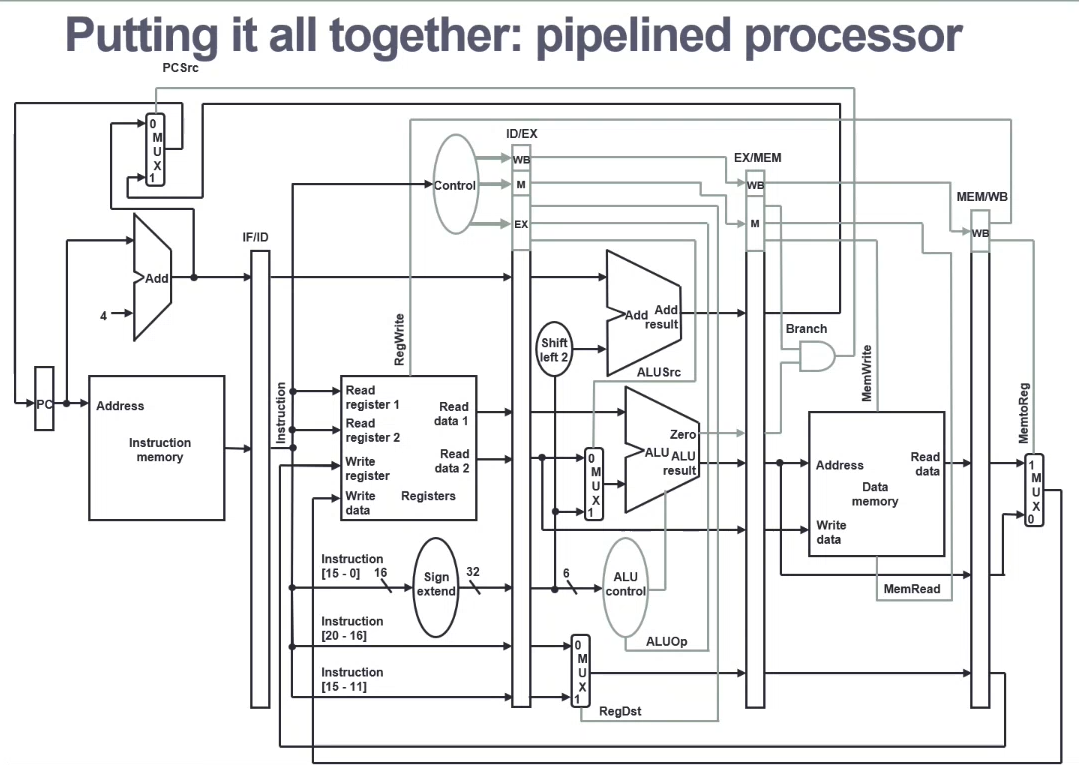 Putting it all together: pipelined processor
PCSrc
0
M
U
X
1
ID/EX
WB
M
EX
Control
EX/MEM
WB
M
MEM/WB
WB
IF/ID
Add
4
Add
Add
result
Shift
left 2
RegWrite
Branch
ALUSrc
MemWrite
MemtoReg
PC
Address
Instruction
memory
Instruction
Read
register 1
Read
register 2
Write
register
Write
data
Registers
Read
data 1
Read
data 2
0
M
U
X
1
Zero
ALU
ALU
result
Address
Read
data
Data
memory
Write
data
1
M
U
X
0
Instruction
[15 - 0]
16
Sign
extend
32
6
ALU
control
MemRead
Instruction
[20 - 16]
ALUOp
Instruction
[15 - 11]
0
M
U
X
1
RegDst